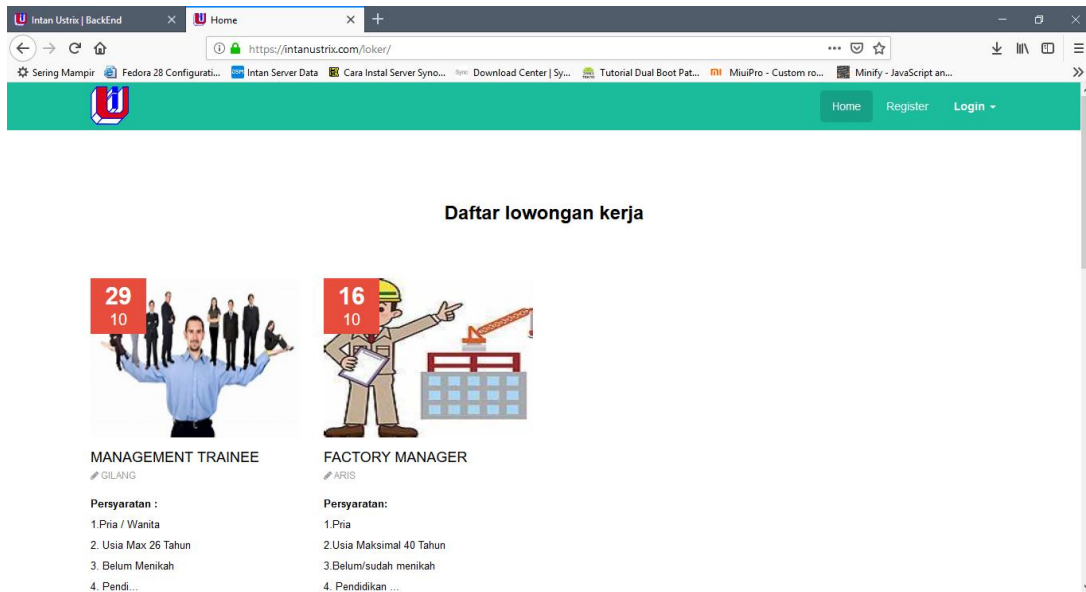 Intan Ustrix | BackEnd
Home
https://intanustrix.com/loker/
Sering Mampir
Fedora 28 Configurati...
Intan Server Data
Cara Instal Server Syno...
Download Center | Sy...
Tutorial Dual Boot Pat...
MiuiPro - Custom ro...
Minify - JavaScript an...
Home
Register
Login
Daftar lowongan kerja
29
10
MANAGEMENT TRAINEE
GILANG
Persyaratan :
1.Pria / Wanita
2. Usia Max 26 Tahun
3. Belum Menikah
4. Pendi...
16
10
FACTORY MANAGER
ARIS
Persyaratan:
1.Pria
2.Usia Maksimal 40 Tahun
3.Belum/sudah menikah
4. Pendidikan ...